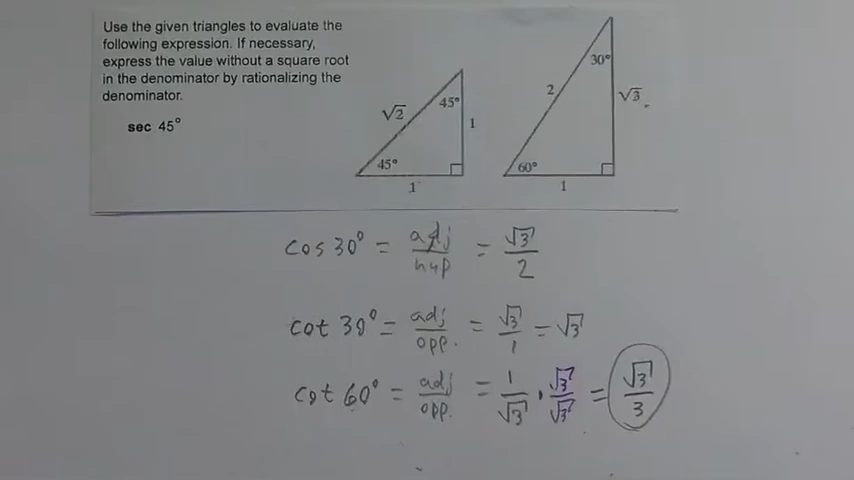 Use the given triangles to evaluate the
following expression. If necessary,
express the value without a square root
in the denominator by rationalizing the
denominator.
sec 45°
√2
45°
45°
1
1
2
30°
60°
√3
1
cos 30° = adj/hyp = √3/2
cot 30° = adj/opp. = √3/1 = √3
cot 60° = adj/opp. = 1/√3 · √3/√3 = √3/3